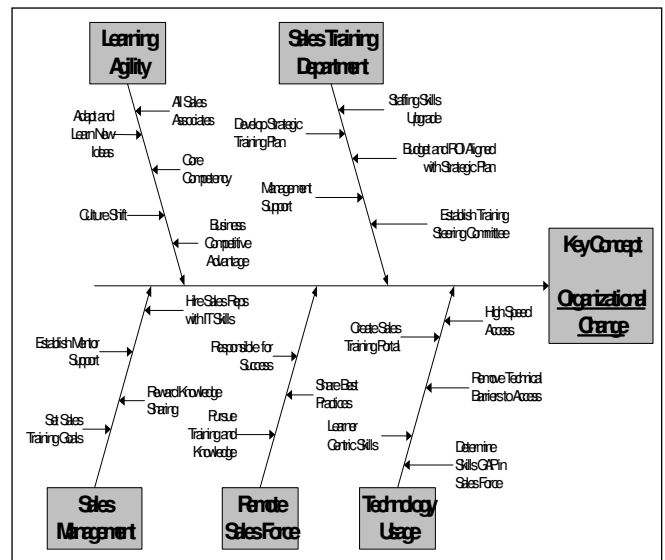 Learning
Agility
Sales Training
Department
All Sales
Associates
Adapt and
Learn New
Ideas
Core
Competency
Culture Shift
Business
Competitive
Advantage
Staffing Skills
Upgrade
Develop Strategic
Training Plan
Budget and ROI Aligned
with Strategic Plan
Management
Support
Establish Training
Steering Committee
Key Concept
Organizational
Change
Hire Sales Reps
with IT Skills
Establish Mentor
Support
Reward Knowledge
Sharing
Set Sales
Training Goals
Responsible for
Success
Share Best
Practices
Pursue
Training and
Knowledge
High Speed
Access
Create Sales
Training Portal
Remove Technical
Barriers to Access
Learner
Centric Skills
Determine
Skills GAP in
Sales Force
Sales
Management
Remote
Sales Force
Technology
Usage